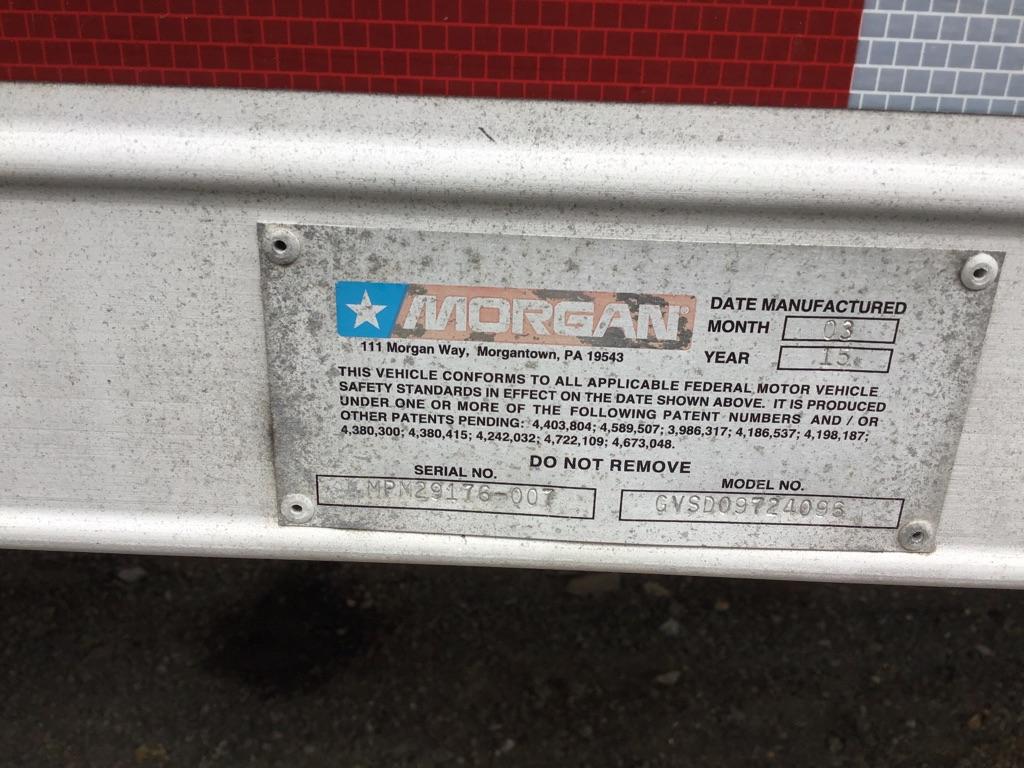 MORGAN®
111 Morgan Way, Morgantown, PA 19543
DATE MANUFACTURED
MONTH 03
YEAR 15
THIS VEHICLE CONFORMS TO ALL APPLICABLE FEDERAL MOTOR VEHICLE
SAFETY STANDARDS IN EFFECT ON THE DATE SHOWN ABOVE. IT IS PRODUCED
UNDER ONE OR MORE OF THE FOLLOWING PATENT NUMBERS AND / OR
OTHER PATENTS PENDING: 4,403,804; 4,589,507; 3,986,317; 4,186,537; 4,198,187;
4,380,300; 4,380,415; 4,242,032; 4,722,109; 4,673,048.
DO NOT REMOVE
SERIAL NO.
MODEL NO.
GVSD09724096